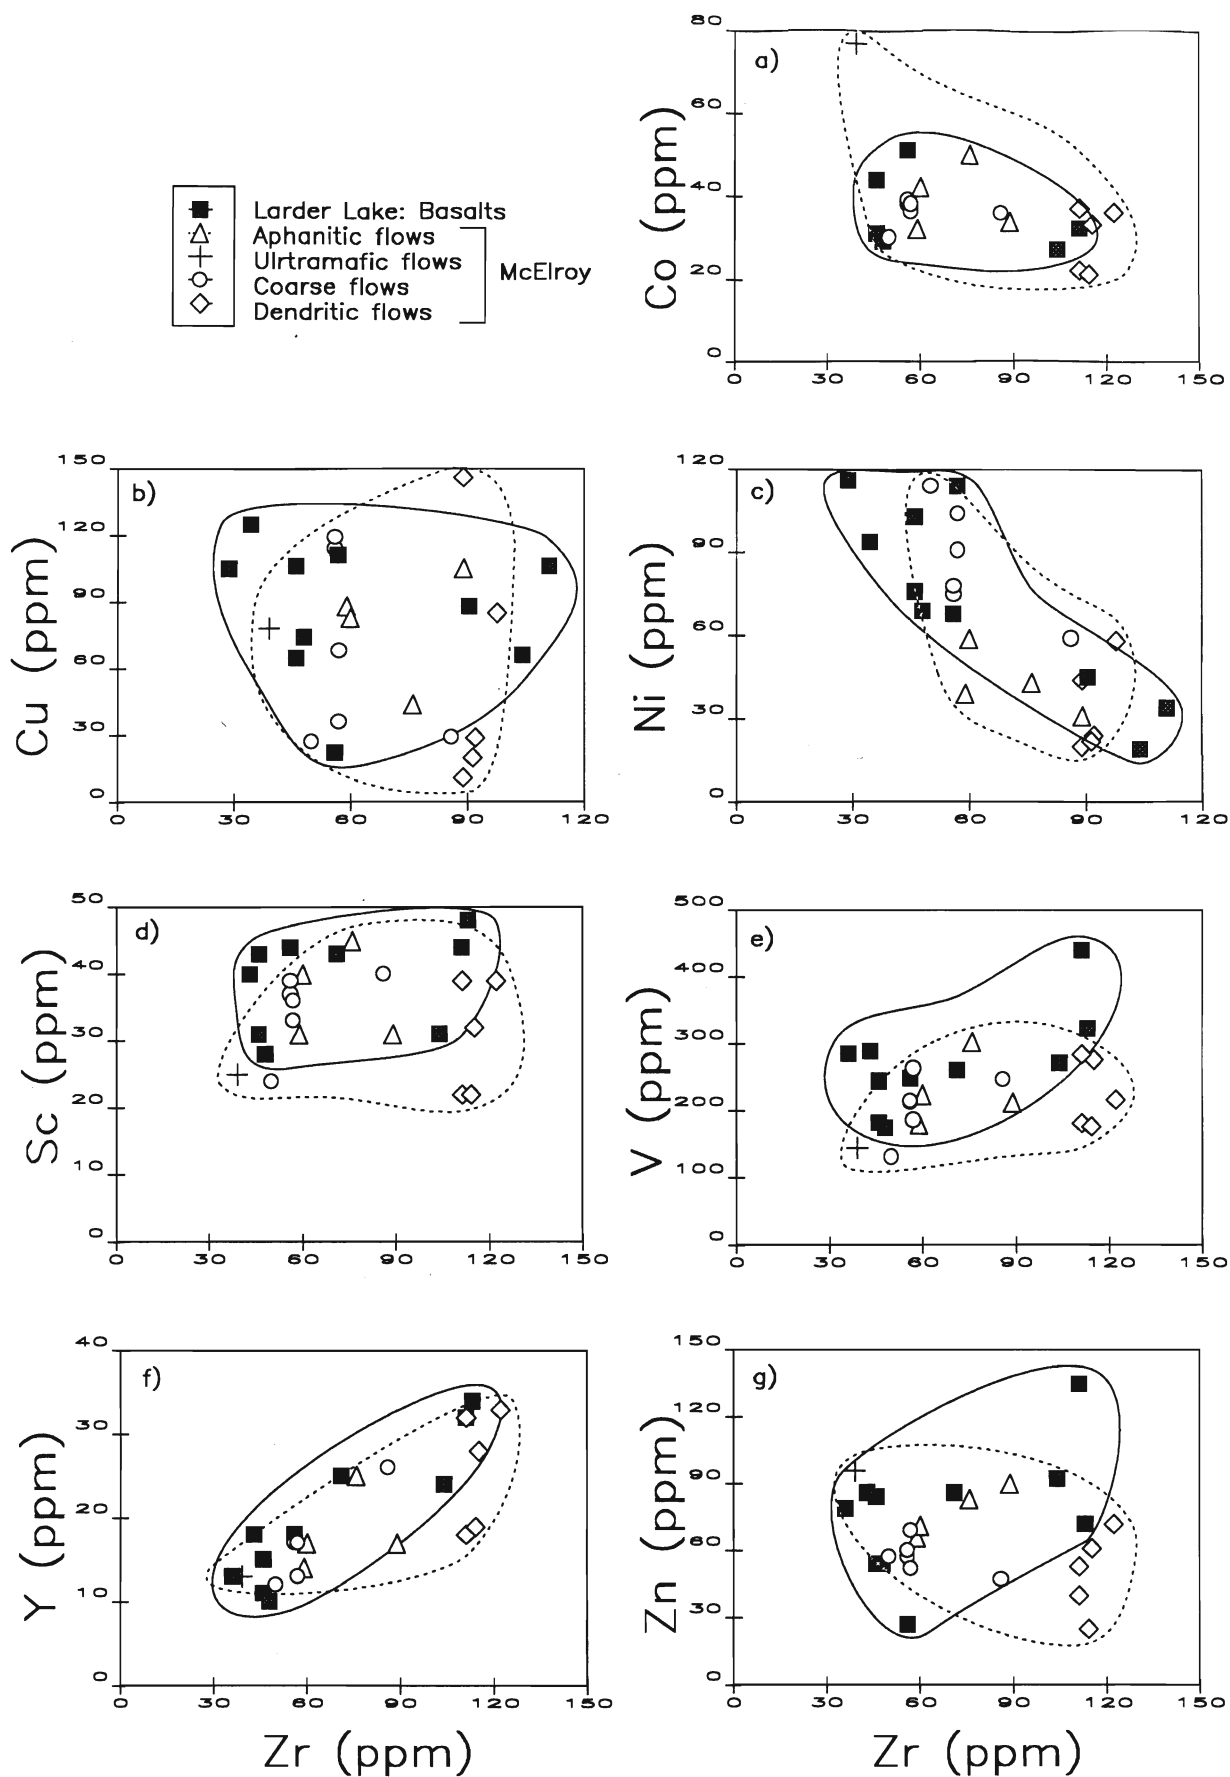 Larder Lake: Basalts
Aphanitic flows
Ulrtramafic flows
Coarse flows
Dendritic flows
McElroy
a)
Co (ppm)
80
60
40
20
0
0 30 60 90 120 150
b)
Cu (ppm)
150
120
90
60
30
0
0 30 60 90 120
c)
Ni (ppm)
120
90
60
30
0
0 30 60 90 120
d)
Sc (ppm)
50
40
30
20
10
0
0 30 60 90 120 150
e)
V (ppm)
500
400
300
200
100
0
0 30 60 90 120 150
f)
Y (ppm)
40
30
20
10
0
0 30 60 90 120 150
Zr (ppm)
g)
Zn (ppm)
150
120
90
60
30
0
0 30 60 90 120 150
Zr (ppm)